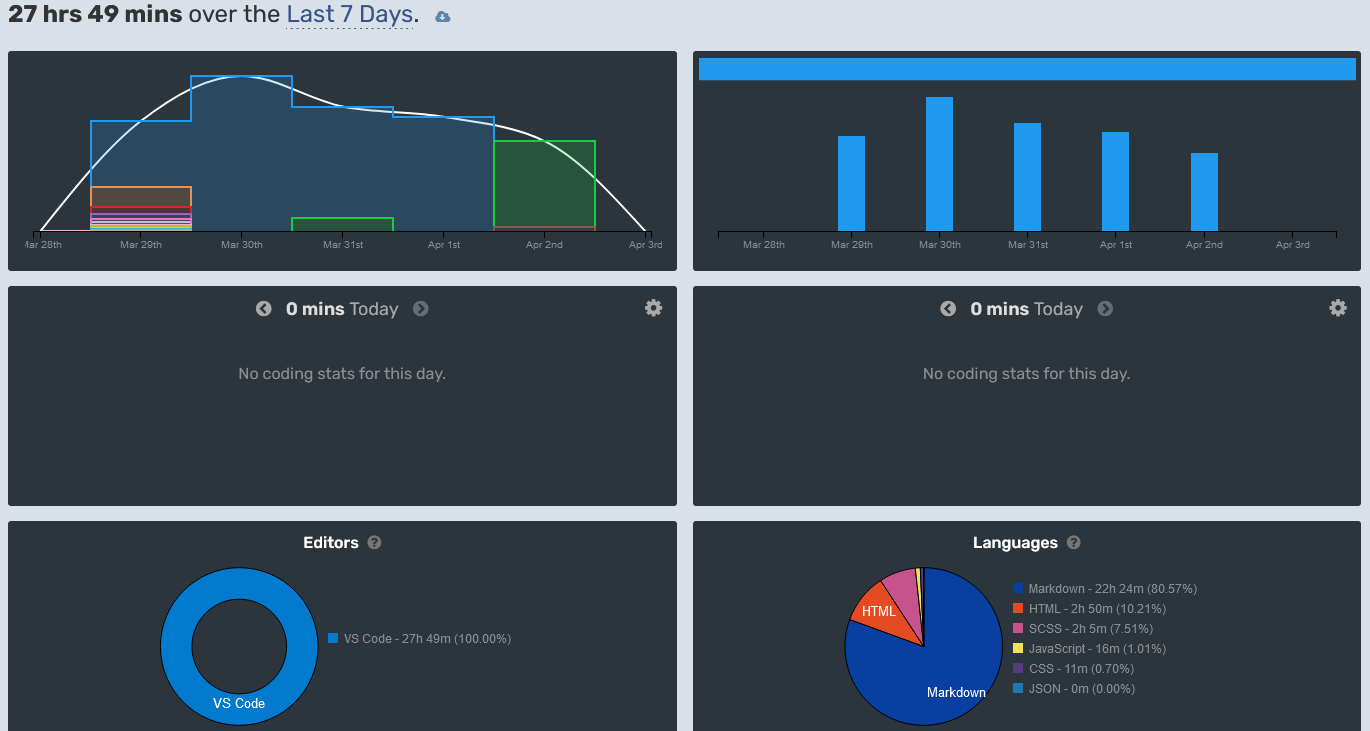 27 hrs 49 mins over the Last 7 Days.
Mar 28th Mar 29th Mar 30th Mar 31st Apr 1st Apr 2nd Apr 3rd
Mar 28th Mar 29th Mar 30th Mar 31st Apr 1st Apr 2nd Apr 3rd
0 mins Today
No coding stats for this day.
0 mins Today
No coding stats for this day.
Editors ?
VS Code - 27h 49m (100.00%)
VS Code
Languages ?
HTML
Markdown
Markdown - 22h 24m (80.57%)
HTML - 2h 50m (10.21%)
SCSS - 2h 5m (7.51%)
JavaScript - 16m (1.01%)
CSS - 11m (0.70%)
JSON - 0m (0.00%)